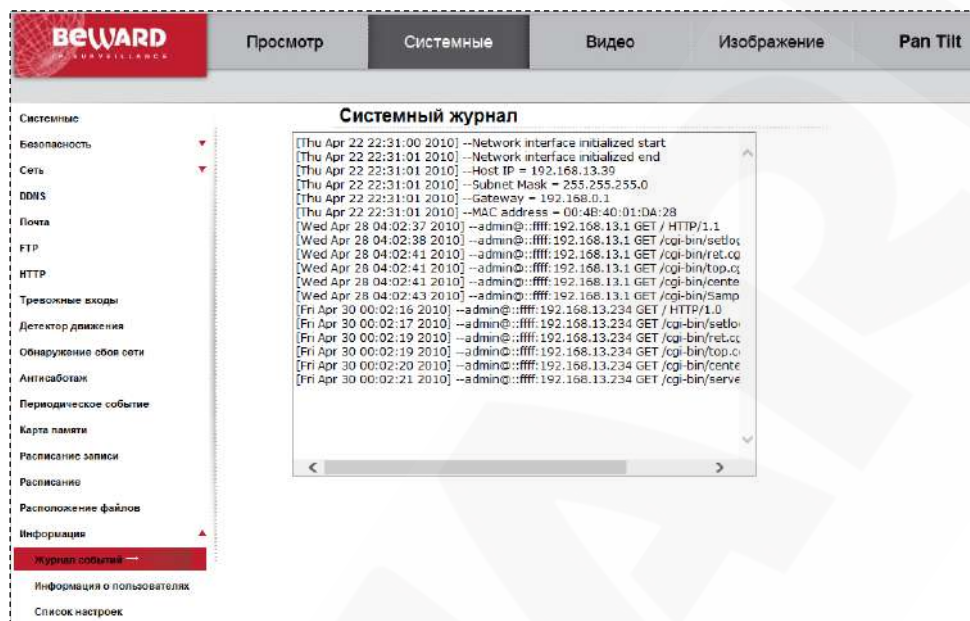 BEWARD
IP SURVEILLANCE
Просмотр
Системные
Видео
Изображение
Pan Tilt
Системные
Безопасность
Сеть
DDNS
Почта
FTP
HTTP
Тревожные входы
Детектор движения
Обнаружение сбоя сети
Антисаботаж
Периодическое событие
Карта памяти
Расписание записи
Расписание
Расположение файлов
Информация
Журнал событий →
Информация о пользователях
Список настроек
Системный журнал
[Thu Apr 22 22:31:00 2010] --Network interface initialized start
[Thu Apr 22 22:31:01 2010] --Network interface initialized end
[Thu Apr 22 22:31:01 2010] --Host IP = 192.168.13.39
[Thu Apr 22 22:31:01 2010] --Subnet Mask = 255.255.255.0
[Thu Apr 22 22:31:01 2010] --Gateway = 192.168.0.1
[Thu Apr 22 22:31:01 2010] --MAC address = 00:4B:40:01:DA:28
[Wed Apr 28 04:02:37 2010] --admin@::ffff:192.168.13.1 GET / HTTP/1.1
[Wed Apr 28 04:02:38 2010] --admin@::ffff:192.168.13.1 GET /cgi-bin/setlog
[Wed Apr 28 04:02:41 2010] --admin@::ffff:192.168.13.1 GET /cgi-bin/ret.cg
[Wed Apr 28 04:02:41 2010] --admin@::ffff:192.168.13.1 GET /cgi-bin/top.cg
[Wed Apr 28 04:02:41 2010] --admin@::ffff:192.168.13.1 GET /cgi-bin/cente
[Wed Apr 28 04:02:43 2010] --admin@::ffff:192.168.13.1 GET /cgi-bin/Samp
[Fri Apr 30 00:02:16 2010] --admin@::ffff:192.168.13.234 GET / HTTP/1.0
[Fri Apr 30 00:02:17 2010] --admin@::ffff:192.168.13.234 GET /cgi-bin/setlo
[Fri Apr 30 00:02:19 2010] --admin@::ffff:192.168.13.234 GET /cgi-bin/ret.c
[Fri Apr 30 00:02:19 2010] --admin@::ffff:192.168.13.234 GET /cgi-bin/top.c
[Fri Apr 30 00:02:20 2010] --admin@::ffff:192.168.13.234 GET /cgi-bin/cente
[Fri Apr 30 00:02:21 2010] --admin@::ffff:192.168.13.234 GET /cgi-bin/serve